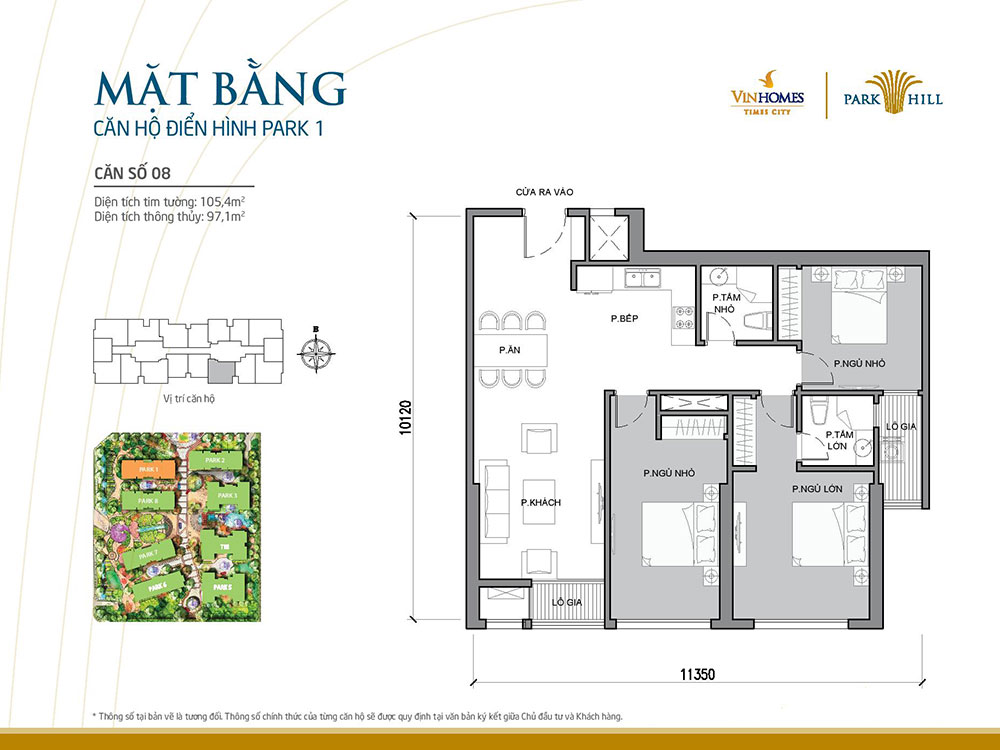 MẶT BẰNG
CĂN HỘ ĐIỂN HÌNH PARK 1
VINHOMES
TIMES CITY
PARK HILL
CĂN SỐ 08
Diện tích tim tường: 105,4m²
Diện tích thông thủy: 97,1m²
CỬA RA VÀO
P.TẮM
NHỎ
P.BẾP
P.ĂN
P.NGỦ NHỎ
B
Vị trí căn hộ
10120
LÔ GIA
P.TẮM
LỚN
P.NGỦ NHỎ
P.NGỦ LỚN
P.KHÁCH
LÔ GIA
PARK 1
PARK 2
PARK 8
PARK 3
T18
PARK 7
PARK 6
PARK 5
11350
* Thông số tại bản vẽ là tương đối. Thông số chính thức của từng căn hộ sẽ được quy định tại văn bản ký kết giữa Chủ đầu tư và Khách hàng.